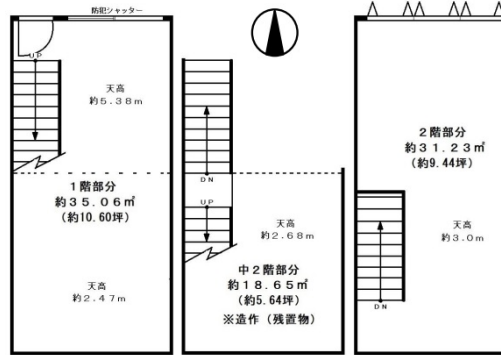 防犯シャッター
UP
天高
約5.38m
1階部分
約35.06㎡
(約10.60坪)
天高
約2.47m
DN
UP
天高
約2.68m
中2階部分
約18.65㎡
(約5.64坪)
※造作(残置物)
2階部分
約31.23㎡
(約9.44坪)
天高
約3.0m
DN